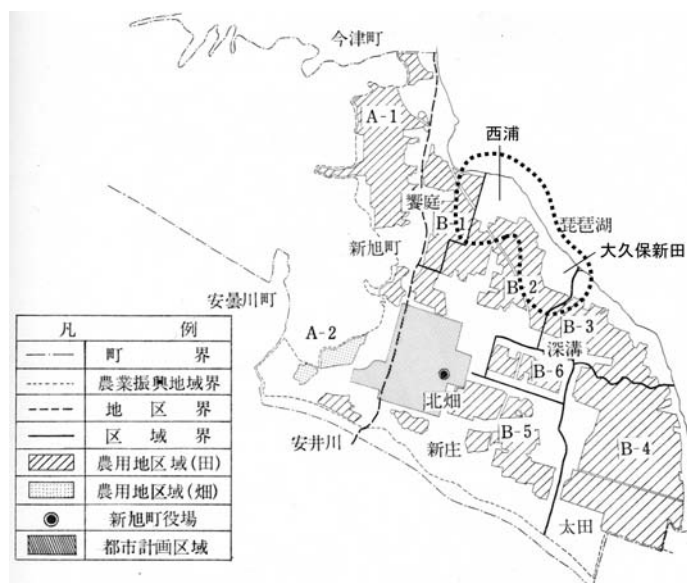 今津町
A-1
西浦
饗庭
B-1
琵琶湖
新旭町
大久保新田
B-2
安曇川町
A-2
B-3
深溝
B-6
北畑
安井川
新庄
B-5
B-4
太田
凡例
町界
農業振興地域界
地区界
区域界
農用地区域(田)
農用地区域(畑)
新旭町役場
都市計画区域